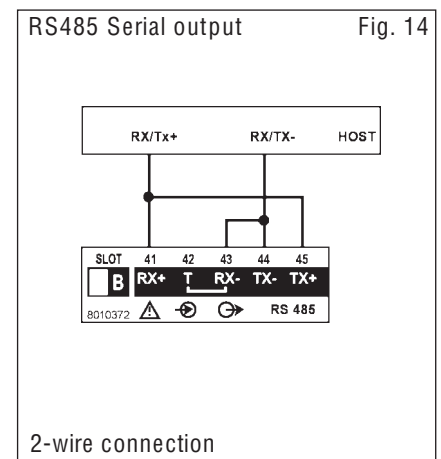 RS485 Serial output Fig. 14
RX/Tx+ RX/TX- HOST
SLOT 41 42 43 44 45
B RX+ T RX- TX- TX+
8010372 RS 485
2-wire connection